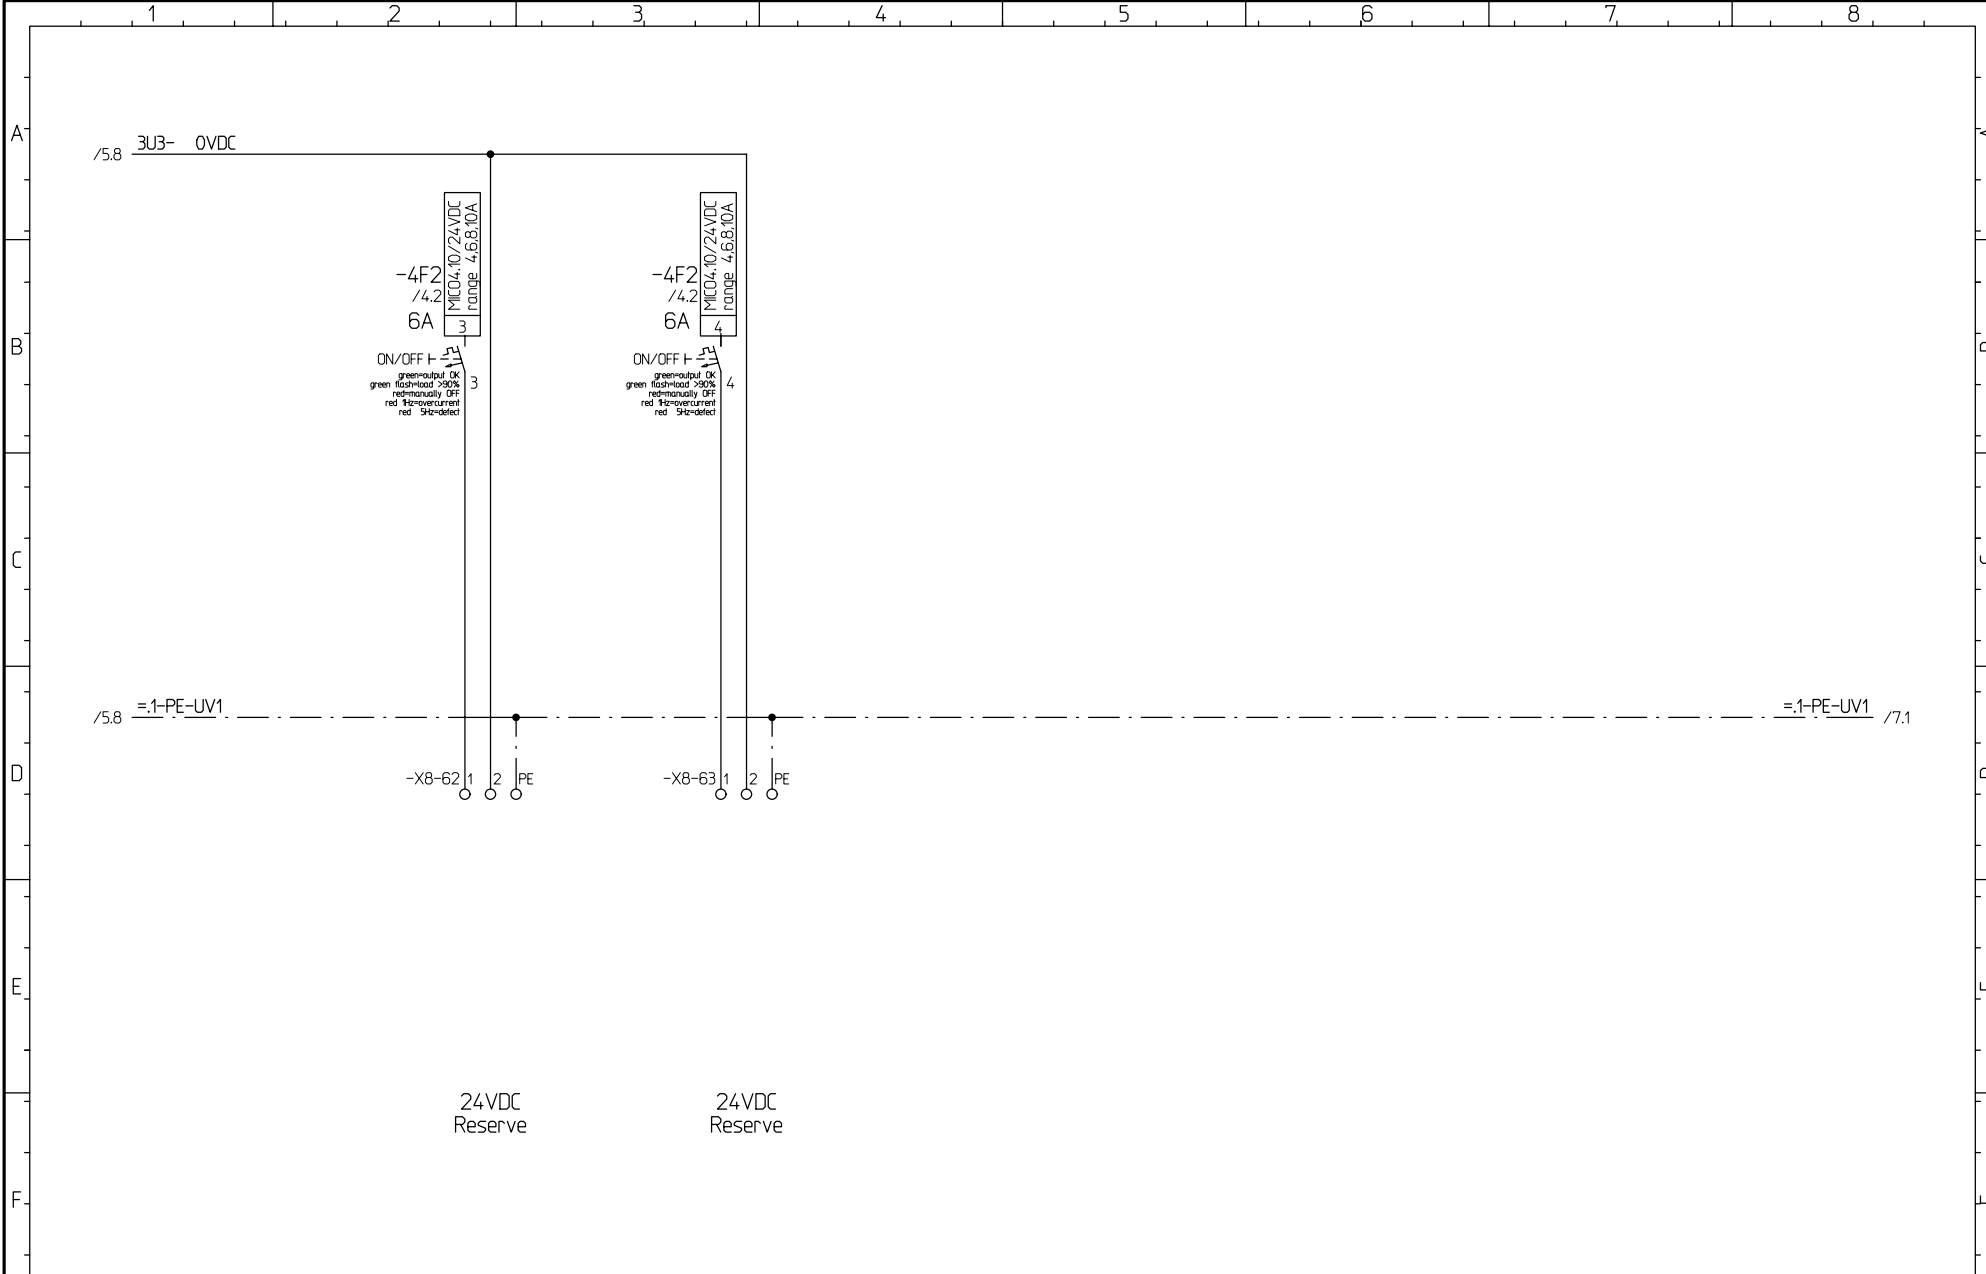 1 2 3 4 5 6 7 8
A
/5.8 3U3- 0VDC
MICO4.10/24VDC
range 4,6,8,10A
-4F2
/4.2
6A
3
ON/OFF
green=output OK
green flash=load >90%
red=manually OFF
red 1Hz=overcurrent
red 5Hz=defect
3
MICO4.10/24VDC
range 4,6,8,10A
-4F2
/4.2
6A
4
ON/OFF
green=output OK
green flash=load >90%
red=manually OFF
red 1Hz=overcurrent
red 5Hz=defect
4
B
C
/5.8 =.1-PE-UV1
=.1-PE-UV1 /7.1
D
-X8-62 1 2 PE
-X8-63 1 2 PE
E
24VDC
Reserve
24VDC
Reserve
F